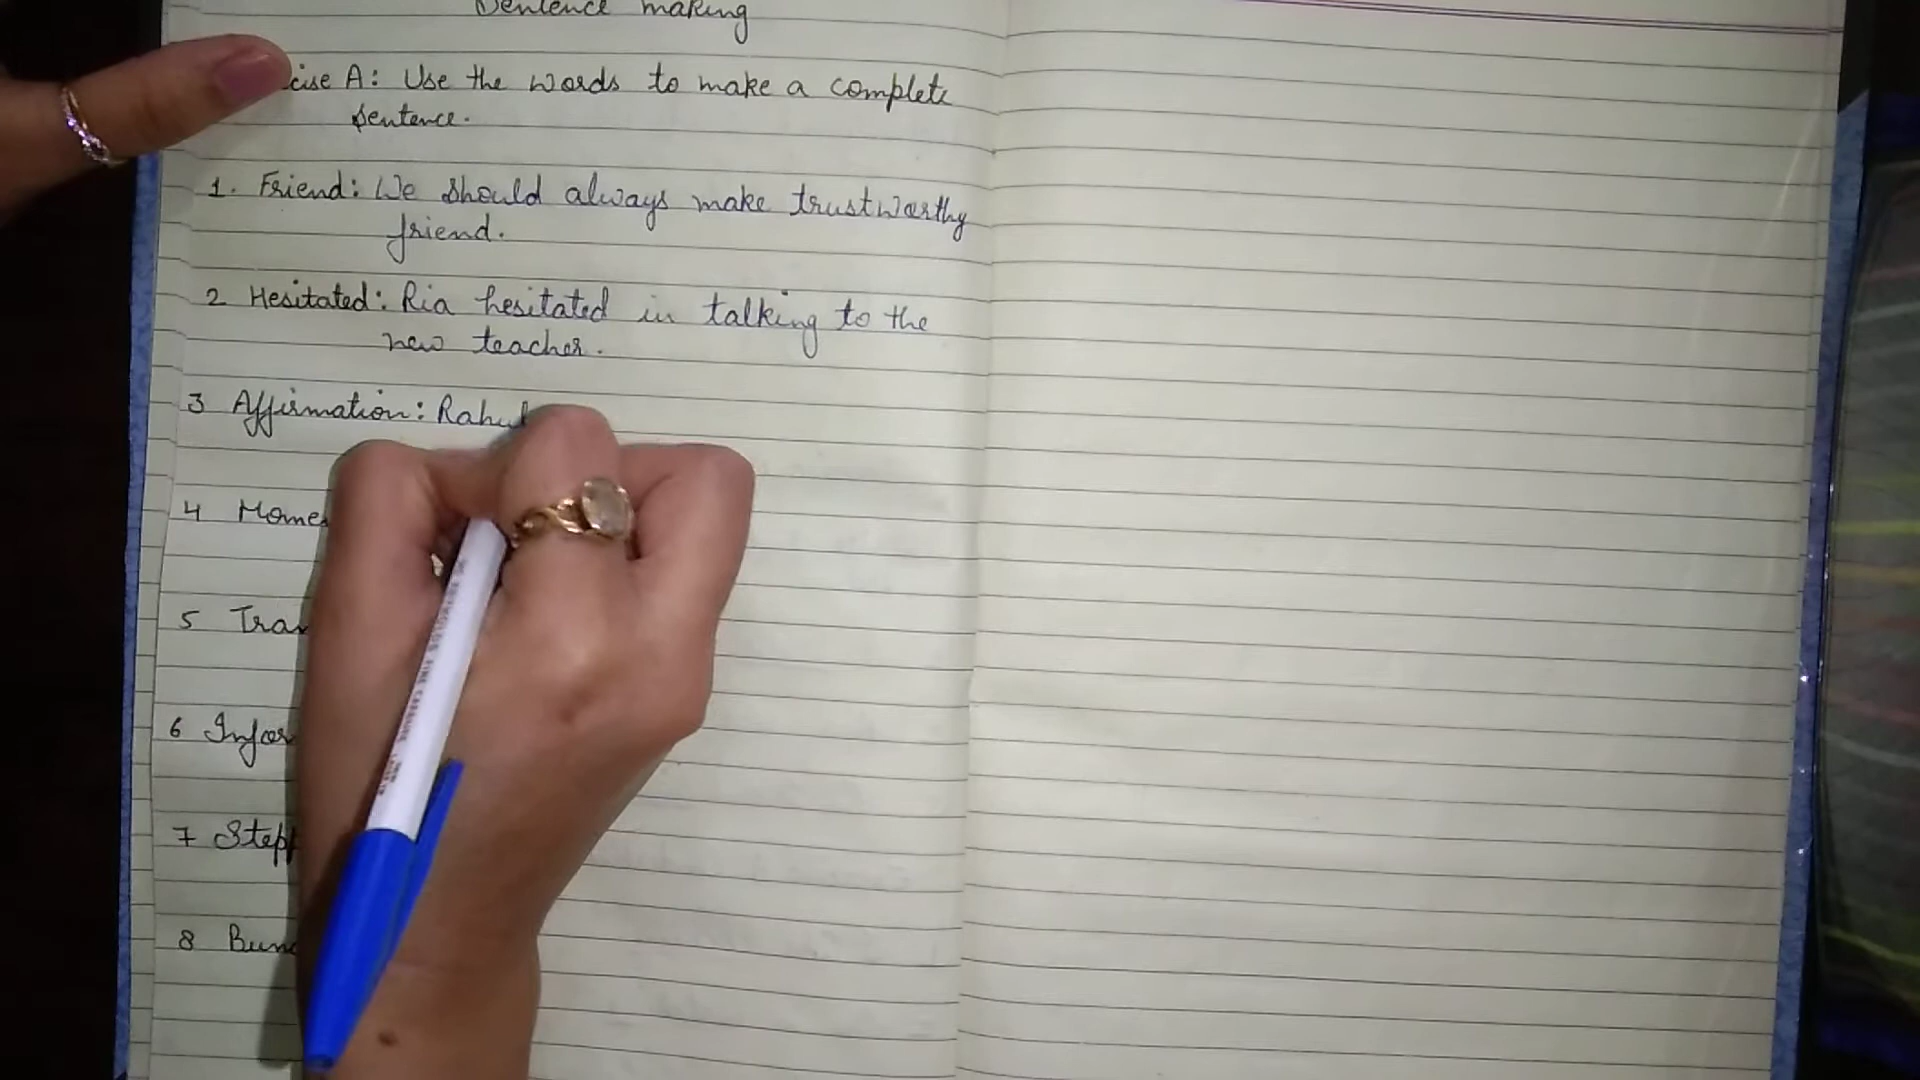 Sentence making
cise A: Use the words to make a complete
sentence.
1. Friend: We should always make trustworthy
friend.
2 Hesitated: Ria hesitated in talking to the
new teacher.
3 Affirmation: Rahul
4
5
6
7
8